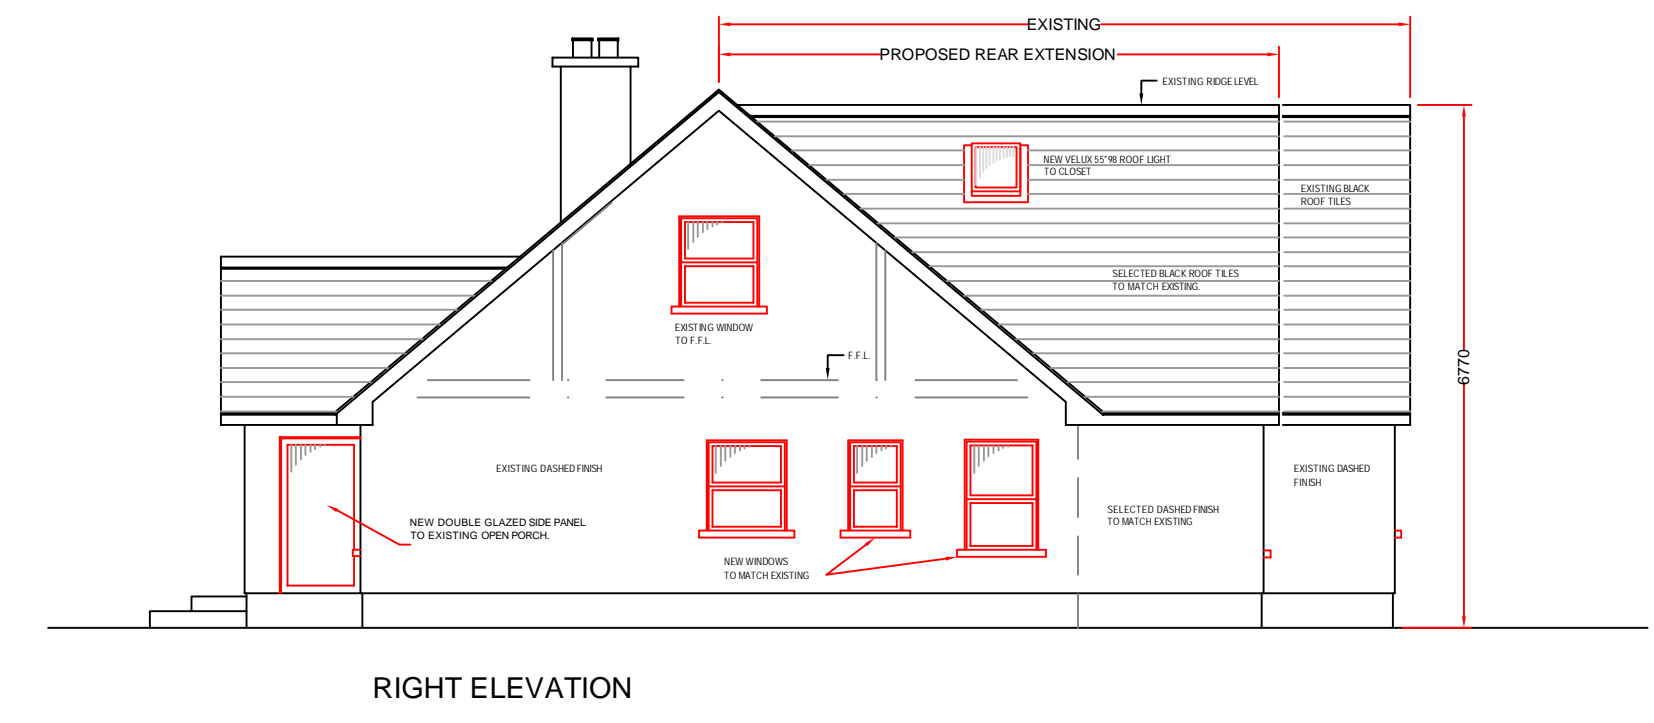 EXISTING
PROPOSED REAR EXTENSION
EXISTING RIDGE LEVEL
NEW VELUX 55*98 ROOF LIGHT
TO CLOSET
EXISTING BLACK
ROOF TILES
SELECTED BLACK ROOF TILES
TO MATCH EXISTING.
EXISTING WINDOW
TO F.F.L.
F.F.L.
6770
EXISTING DASHED FINISH
EXISTING DASHED
FINISH
SELECTED DASHED FINISH
TO MATCH EXISTING
NEW DOUBLE GLAZED SIDE PANEL
TO EXISTING OPEN PORCH.
NEW WINDOWS
TO MATCH EXISTING
RIGHT ELEVATION